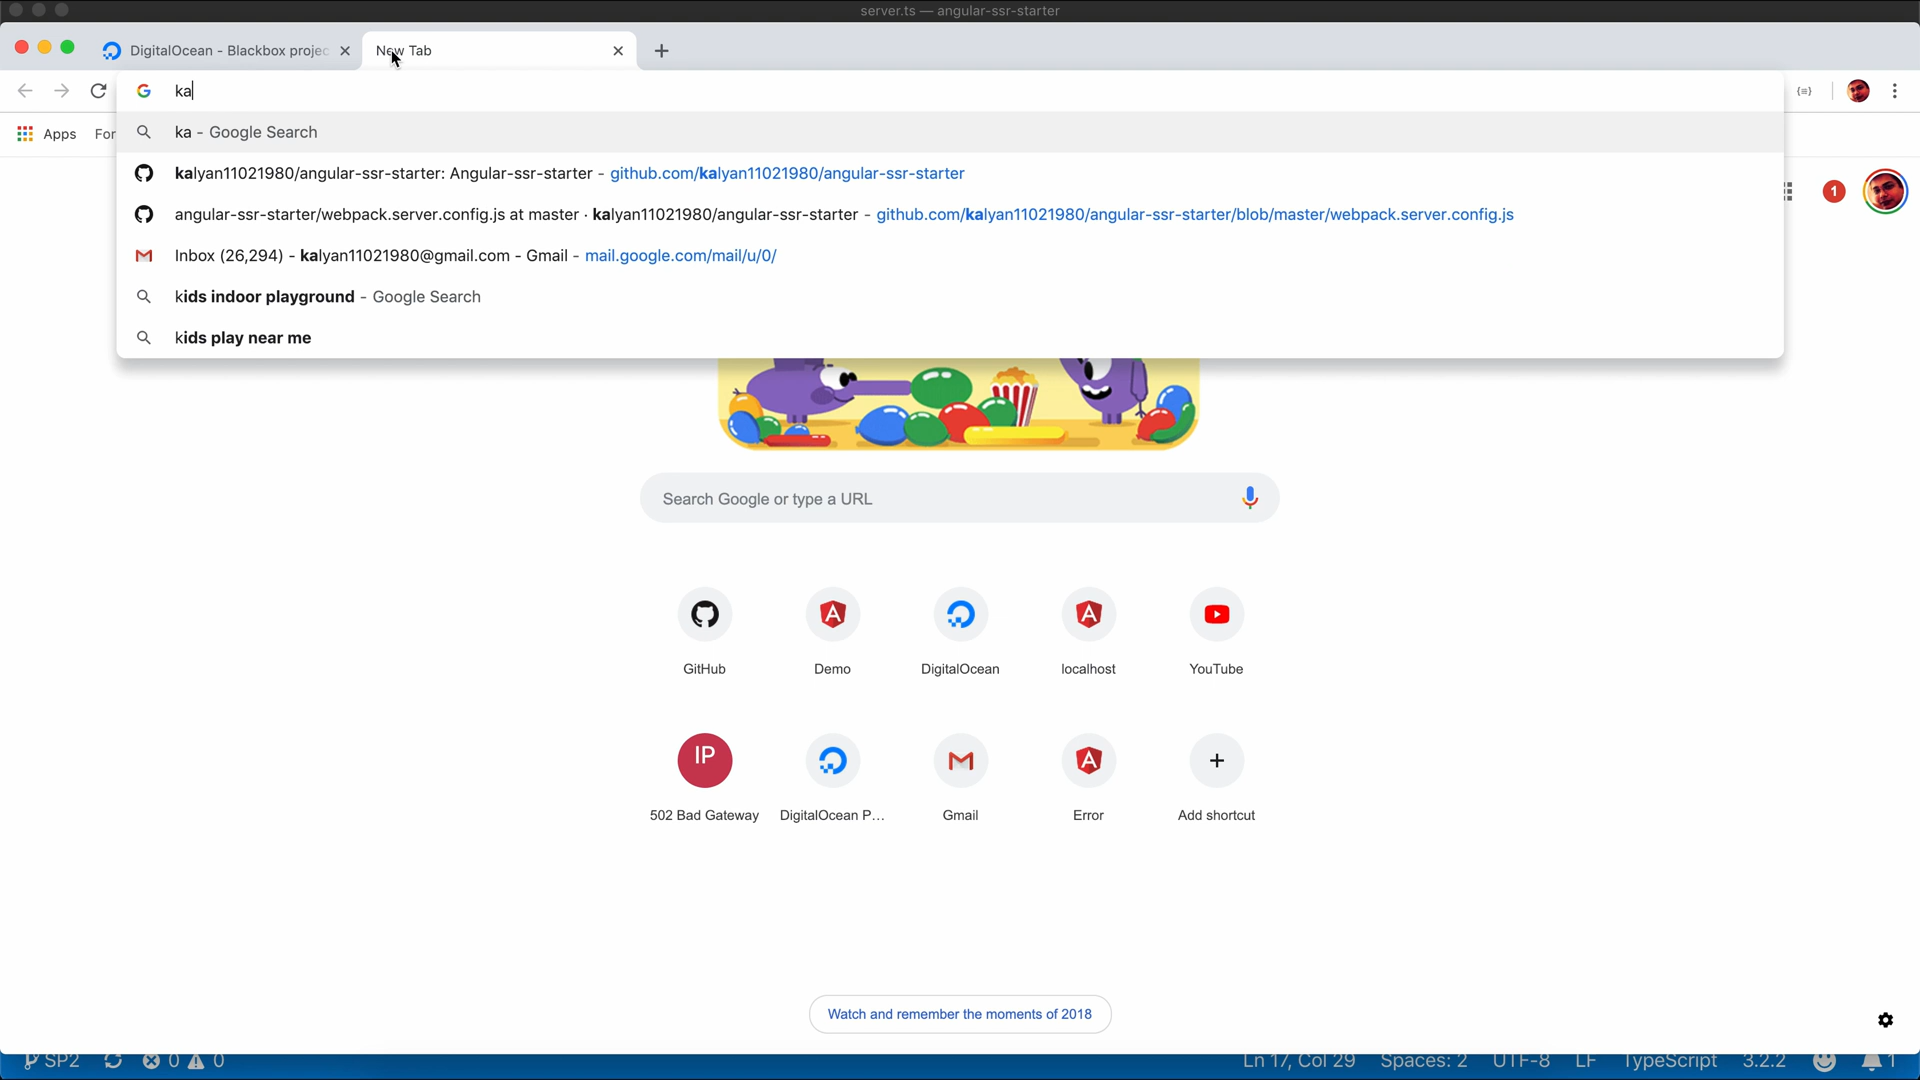 server.ts — angular-ssr-starter
DigitalOcean - Blackbox projec
New Tab
ka
Apps
For
ka - Google Search
kalyan11021980/angular-ssr-starter: Angular-ssr-starter - github.com/kalyan11021980/angular-ssr-starter
angular-ssr-starter/webpack.server.config.js at master · kalyan11021980/angular-ssr-starter - github.com/kalyan11021980/angular-ssr-starter/blob/master/webpack.server.config.js
Inbox (26,294) - kalyan11021980@gmail.com - Gmail - mail.google.com/mail/u/0/
kids indoor playground - Google Search
kids play near me
1
Search Google or type a URL
GitHub
Demo
DigitalOcean
localhost
YouTube
IP
502 Bad Gateway
DigitalOcean P...
Gmail
Error
Add shortcut
Watch and remember the moments of 2018
SP2 0 0 Ln 17, Col 29 Spaces: 2 UTF-8 LF TypeScript 3.2.2 1